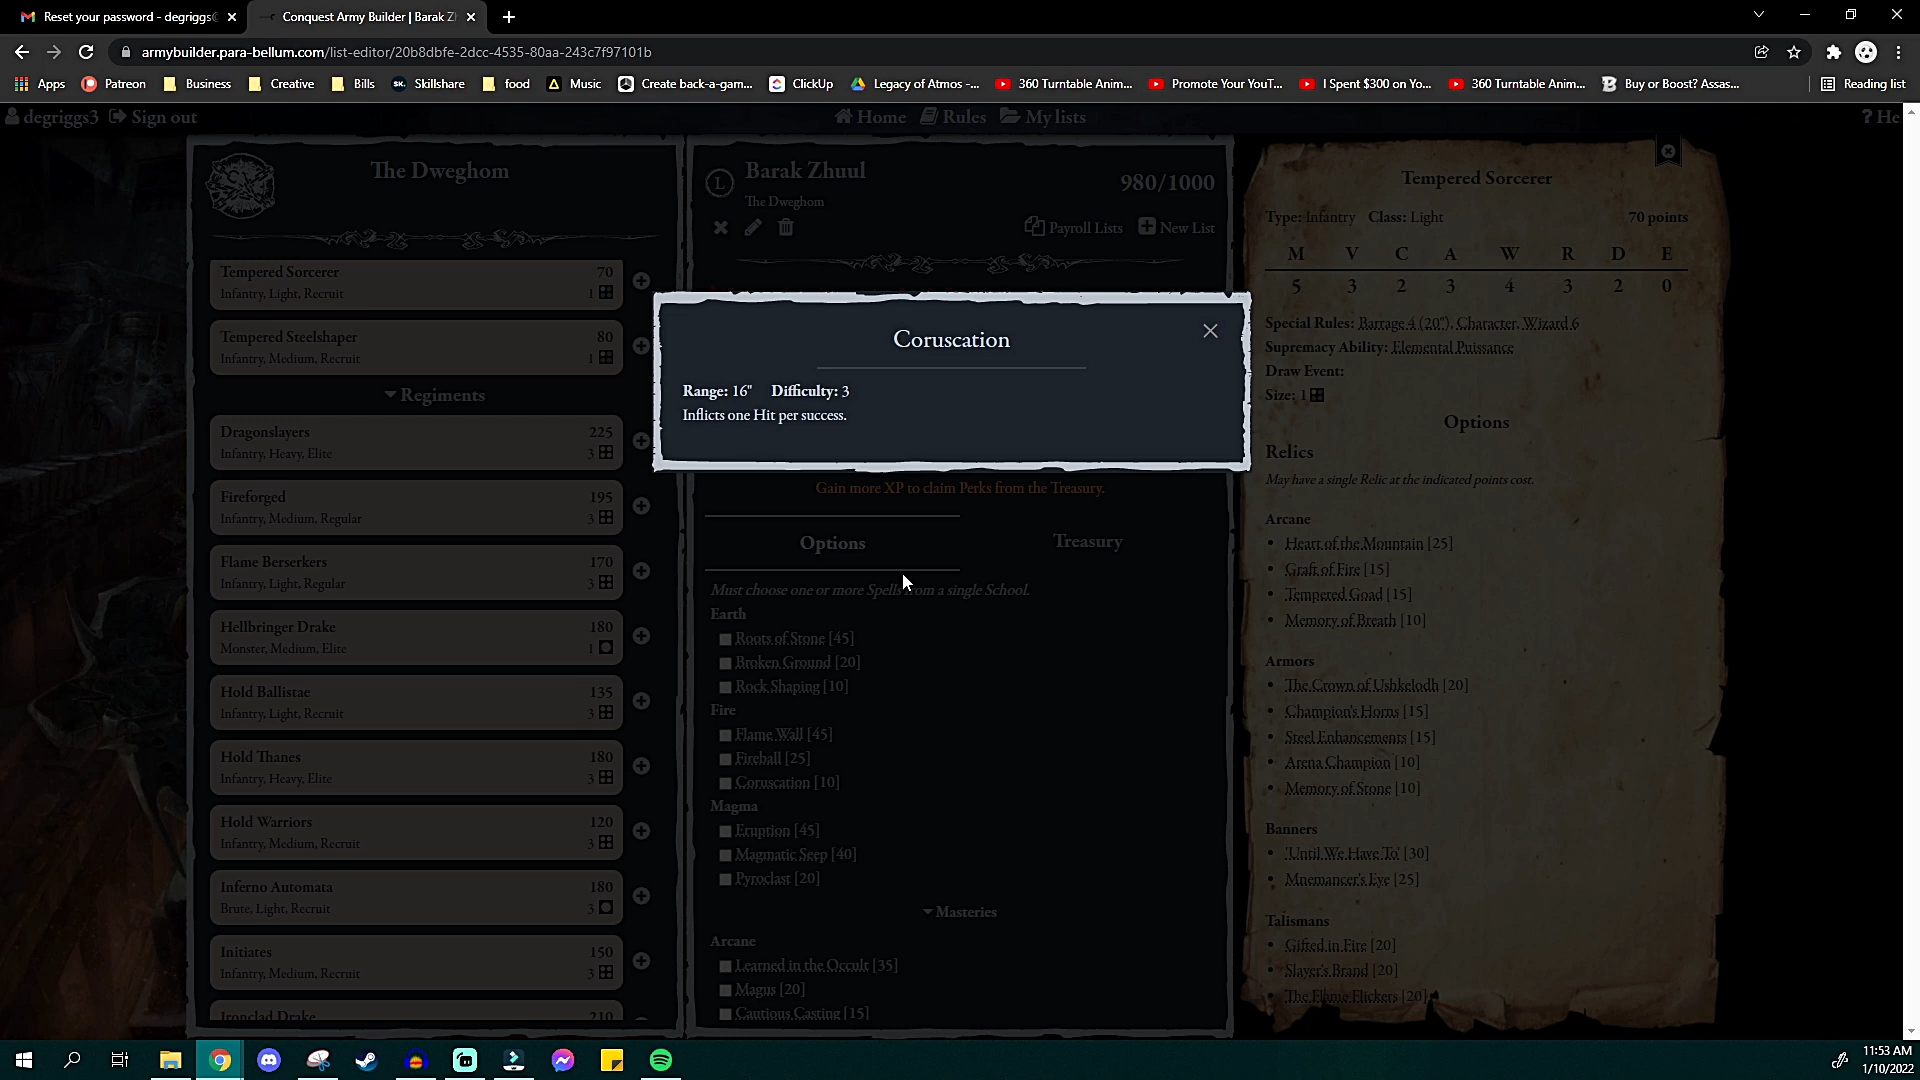 Reset your password - degriggs@
Conquest Army Builder | Barak Z
armybuilder.para-bellum.com/list-editor/20b8dbfe-2dcc-4535-80aa-243c7f97101b
Apps
Patreon
Business
Creative
Bills
Skillshare
food
Music
Create back-a-gam...
ClickUp
Legacy of Atmos -...
360 Turntable Anim...
Promote Your YouT...
I Spent $300 on Yo...
360 Turntable Anim...
Buy or Boost? Assas...
Reading list
degriggs3
Sign out
Home
Rules
My lists
? He
The Dweghom
Tempered Sorcerer 70
Infantry, Light, Recruit 1
Tempered Steelshaper 80
Infantry, Medium, Recruit 1
Regiments
Dragonslayers 225
Infantry, Heavy, Elite 3
Fireforged 195
Infantry, Medium, Regular 3
Flame Berserkers 170
Infantry, Light, Regular 3
Hellbringer Drake 180
Monster, Medium, Elite 1
Hold Ballistae 135
Infantry, Light, Recruit 3
Hold Thanes 180
Infantry, Heavy, Elite 3
Hold Warriors 120
Infantry, Medium, Recruit 3
Inferno Automata 180
Brute, Light, Recruit 3
Initiates 150
Infantry, Medium, Recruit 3
Ironclad Drake 210
L
Barak Zhuul
980/1000
The Dweghom
Payroll Lists
New List
Coruscation
Range: 16" Difficulty: 3
Inflicts one Hit per success.
Gain more XP to claim Perks from the Treasury.
Options
Treasury
Must choose one or more Spells from a single School.
Earth
Roots of Stone [45]
Broken Ground [20]
Rock Shaping [10]
Fire
Flame Wall [45]
Fireball [25]
Coruscation [10]
Magma
Eruption [45]
Magmatic Seep [40]
Pyroclast [20]
Masteries
Arcane
Learned in the Occult [35]
Magus [20]
Cautious Casting [15]
Tempered Sorcerer
Type: Infantry Class: Light 70 points
M V C A W R D E
5 3 2 3 4 3 2 0
Special Rules: Barrage 4 (20"), Character, Wizard 6
Supremacy Ability: Elemental Puissance
Draw Event:
Size: 1
Options
Relics
May have a single Relic at the indicated points cost.
Arcane
• Heart of the Mountain [25]
• Graft of Fire [15]
• Tempered Goad [15]
• Memory of Breath [10]
Armors
• The Crown of Ushkelodh [20]
• Champion's Horns [15]
• Steel Enhancements [15]
• Arena Champion [10]
• Memory of Stone [10]
Banners
• 'Until We Have To' [30]
• Mnemancer's Eye [25]
Talismans
• Gifted in Fire [20]
• Slayer's Brand [20]
• The Flame Flickers [20]
11:53 AM
1/10/2022